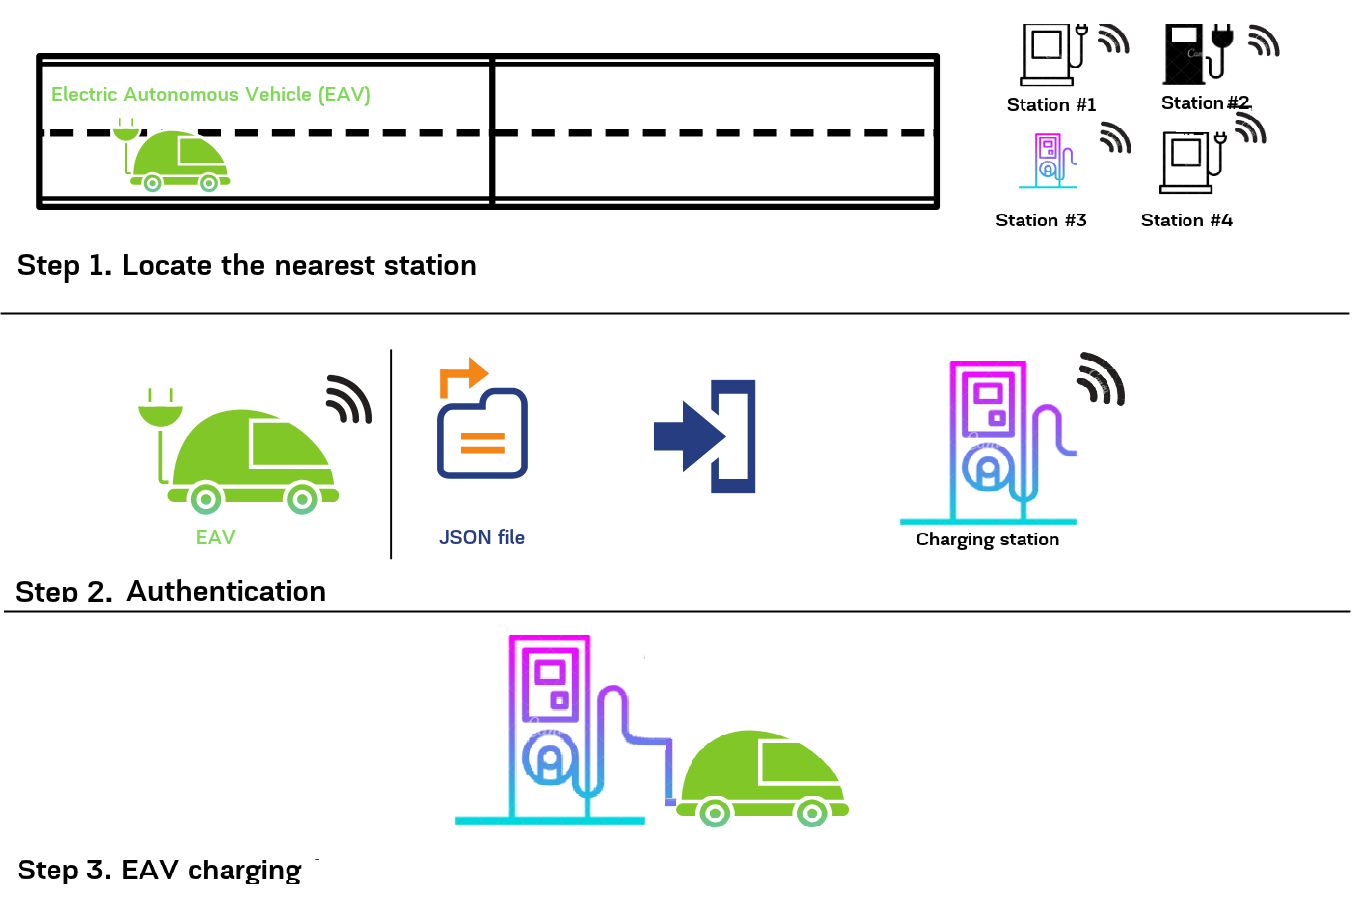 Electric Autonomous Vehicle (EAV)
Station #1
Station #2
Station #3
Station #4
Step 1. Locate the nearest station
EAV
JSON file
Charging station
Step 2. Authentication
Step 3. EAV charging